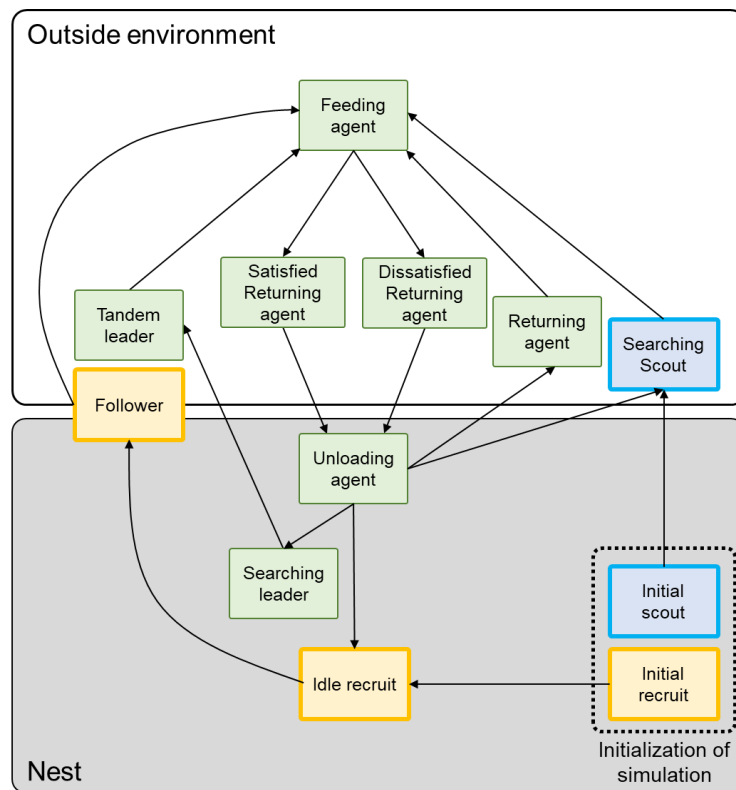 Outside environment
Feeding
agent
Satisfied
Returning
agent
Dissatisfied
Returning
agent
Tandem
leader
Returning
agent
Searching
Scout
Follower
Unloading
agent
Searching
leader
Initial
scout
Idle recruit
Initial
recruit
Initialization of
simulation
Nest